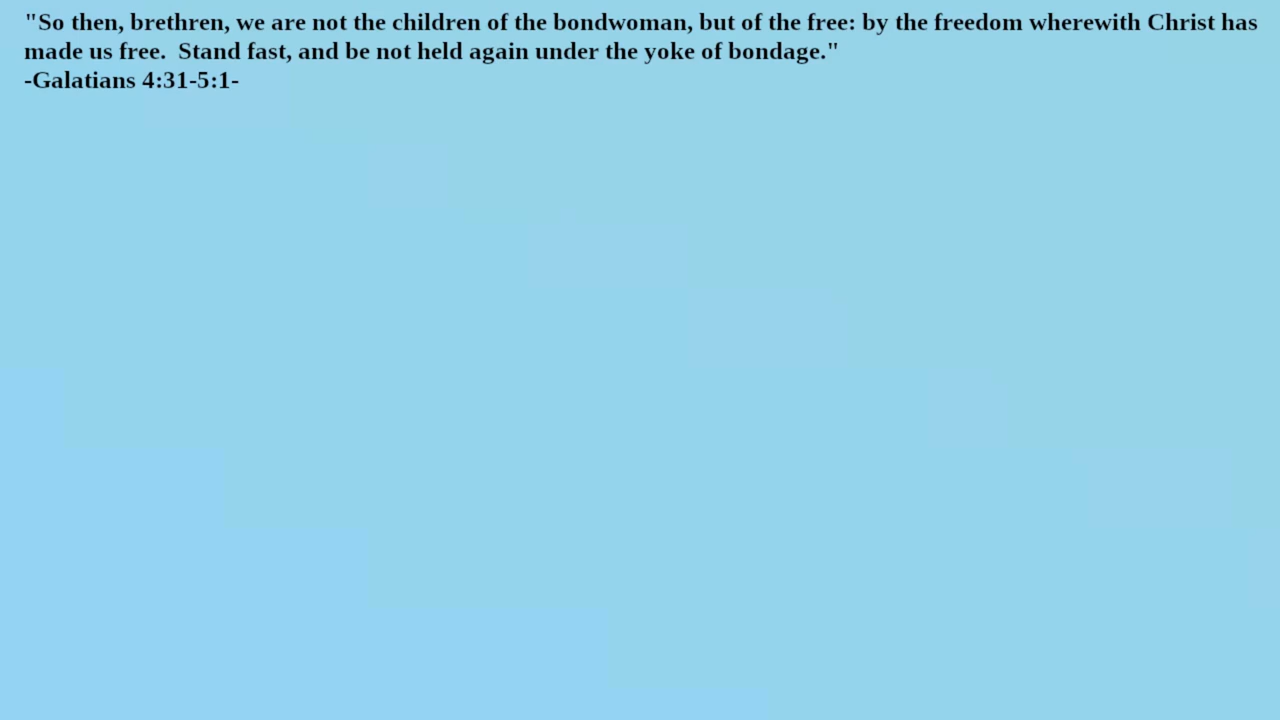 "So then, brethren, we are not the children of the bondwoman, but of the free: by the freedom wherewith Christ has
made us free.  Stand fast, and be not held again under the yoke of bondage."
-Galatians 4:31-5:1-